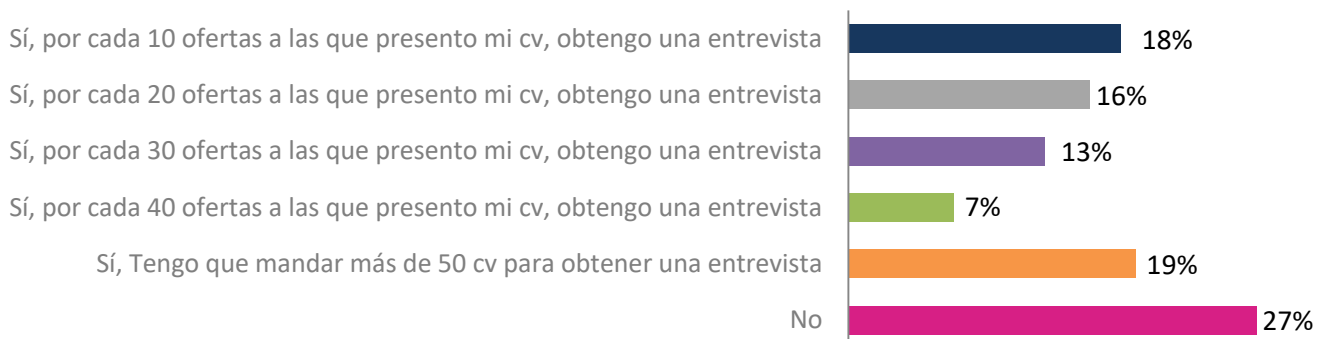 Sí, por cada 10 ofertas a las que presento mi cv, obtengo una entrevista 18%
Sí, por cada 20 ofertas a las que presento mi cv, obtengo una entrevista 16%
Sí, por cada 30 ofertas a las que presento mi cv, obtengo una entrevista 13%
Sí, por cada 40 ofertas a las que presento mi cv, obtengo una entrevista 7%
Sí, Tengo que mandar más de 50 cv para obtener una entrevista 19%
No 27%